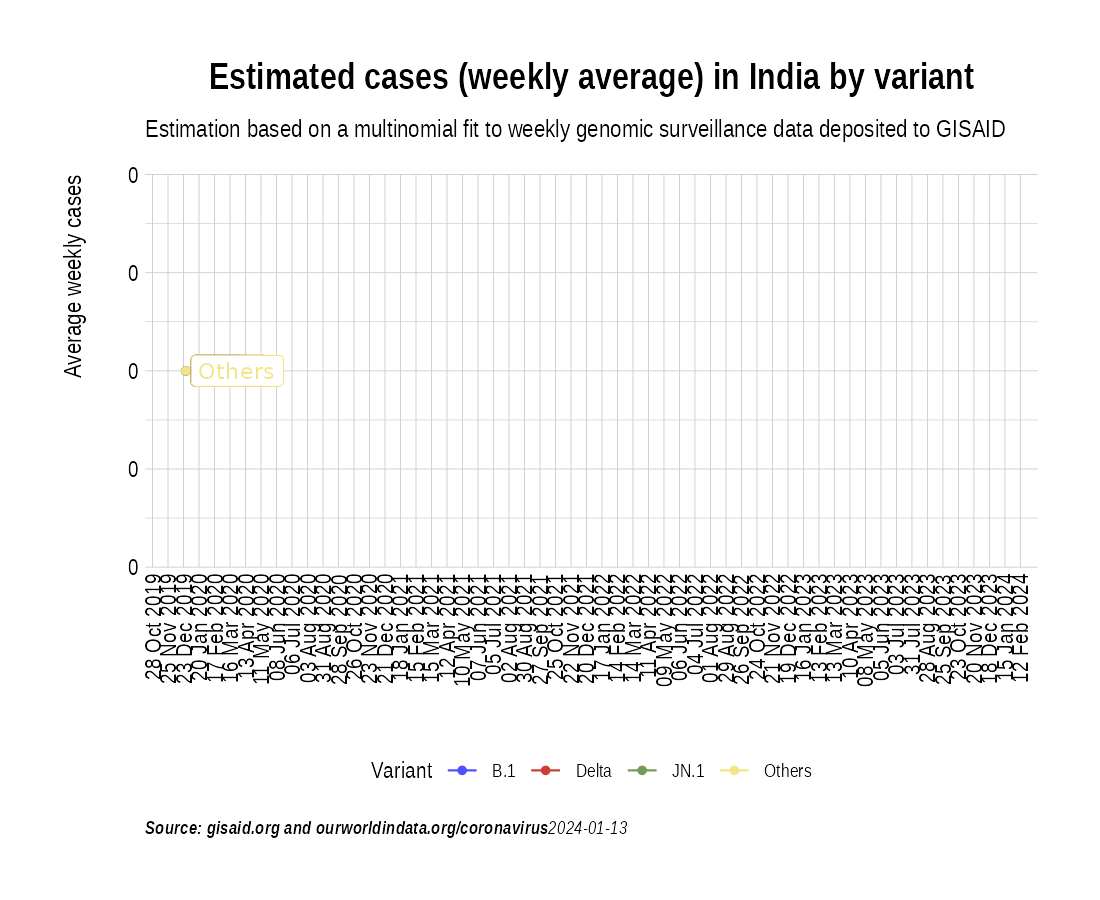 Estimated cases (weekly average) in India by variant
Estimation based on a multinomial fit to weekly genomic surveillance data deposited to GISAID
Average weekly cases
0
0
0
0
0
Others
28 Oct 2019
25 Nov 2019
23 Dec 2019
20 Jan 2020
17 Feb 2020
16 Mar 2020
13 Apr 2020
11 May 2020
08 Jun 2020
06 Jul 2020
03 Aug 2020
31 Aug 2020
28 Sep 2020
26 Oct 2020
23 Nov 2020
21 Dec 2020
18 Jan 2021
15 Feb 2021
15 Mar 2021
12 Apr 2021
10 May 2021
07 Jun 2021
05 Jul 2021
02 Aug 2021
30 Aug 2021
27 Sep 2021
25 Oct 2021
22 Nov 2021
20 Dec 2021
17 Jan 2022
14 Feb 2022
14 Mar 2022
11 Apr 2022
09 May 2022
06 Jun 2022
04 Jul 2022
01 Aug 2022
29 Aug 2022
26 Sep 2022
24 Oct 2022
21 Nov 2022
19 Dec 2022
16 Jan 2023
13 Feb 2023
13 Mar 2023
10 Apr 2023
08 May 2023
05 Jun 2023
03 Jul 2023
31 Jul 2023
28 Aug 2023
25 Sep 2023
23 Oct 2023
20 Nov 2023
18 Dec 2023
15 Jan 2024
12 Feb 2024
Variant B.1 Delta JN.1 Others
Source: gisaid.org and ourworldindata.org/coronavirus2024-01-13